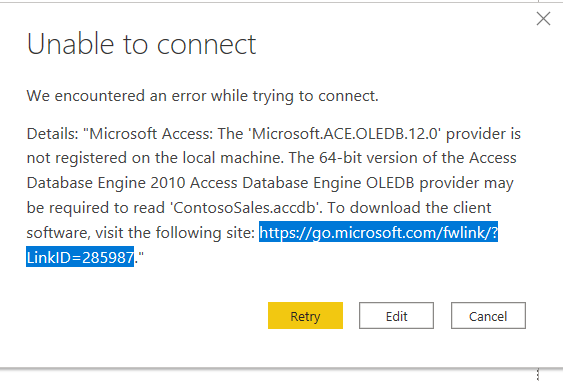 Unable to connect
We encountered an error while trying to connect.
Details: "Microsoft Access: The 'Microsoft.ACE.OLEDB.12.0' provider is
not registered on the local machine. The 64-bit version of the Access
Database Engine 2010 Access Database Engine OLEDB provider may
be required to read 'ContosoSales.accdb'. To download the client
software, visit the following site: https://go.microsoft.com/fwlink/?
LinkID=285987."
Retry Edit Cancel